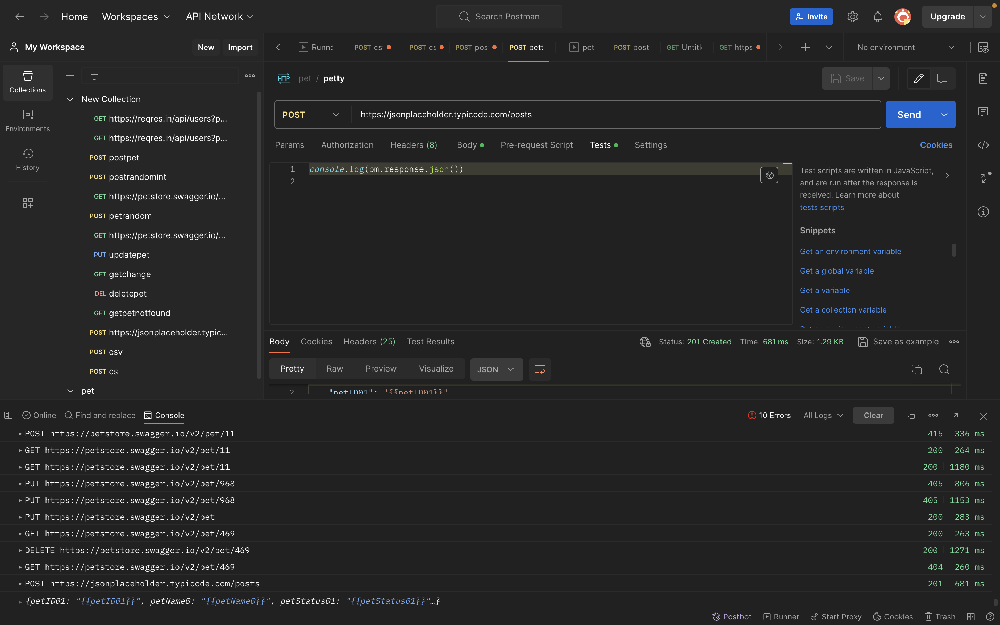 Home Workspaces API Network Search Postman Invite Upgrade
My Workspace New Import
Runne POST cs POST cs POST pos POST pett pet POST post GET Untitl GET https No environment
Collections
Environments
History
New Collection
GET https://reqres.in/api/users?p...
GET https://reqres.in/api/users?p...
POST postpet
POST postrandomint
GET https://petstore.swagger.io/...
POST petrandom
GET https://petstore.swagger.io/...
PUT updatepet
GET getchange
DEL deletepet
GET getpetnotfound
POST https://jsonplaceholder.typic...
POST csv
POST cs
pet
HTTP pet / petty Save
POST https://jsonplaceholder.typicode.com/posts Send
Params Authorization Headers (8) Body Pre-request Script Tests Settings Cookies
1 console.log(pm.response.json())
2
Test scripts are written in JavaScript,
and are run after the response is
received. Learn more about
tests scripts
Snippets
Get an environment variable
Get a global variable
Get a variable
Get a collection variable
Body Cookies Headers (25) Test Results Status: 201 Created Time: 681 ms Size: 1.29 KB Save as example
Pretty Raw Preview Visualize JSON
2 "petID01": "{{petID01}}",
Online Find and replace Console 10 Errors All Logs Clear
POST https://petstore.swagger.io/v2/pet/11 415 336 ms
GET https://petstore.swagger.io/v2/pet/11 200 264 ms
GET https://petstore.swagger.io/v2/pet/11 200 1180 ms
PUT https://petstore.swagger.io/v2/pet/968 405 806 ms
PUT https://petstore.swagger.io/v2/pet/968 405 1153 ms
PUT https://petstore.swagger.io/v2/pet 200 283 ms
GET https://petstore.swagger.io/v2/pet/469 200 263 ms
DELETE https://petstore.swagger.io/v2/pet/469 200 1271 ms
GET https://petstore.swagger.io/v2/pet/469 404 260 ms
POST https://jsonplaceholder.typicode.com/posts 201 681 ms
{petID01: "{{petID01}}", petName0: "{{petName0}}", petStatus01: "{{petStatus01}}"…}
Postbot Runner Start Proxy Cookies Trash